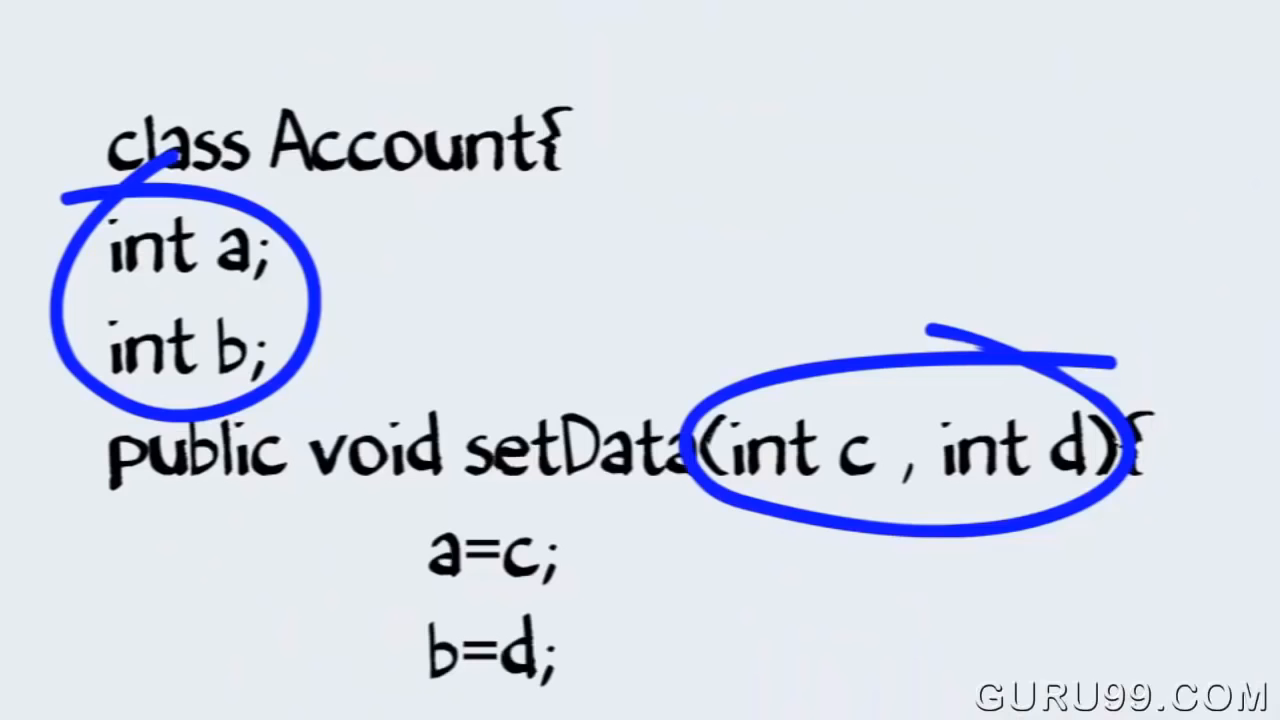 class Account{
int a;
int b;
public void setData(int c , int d){
a=c;
b=d;
GURU99.COM